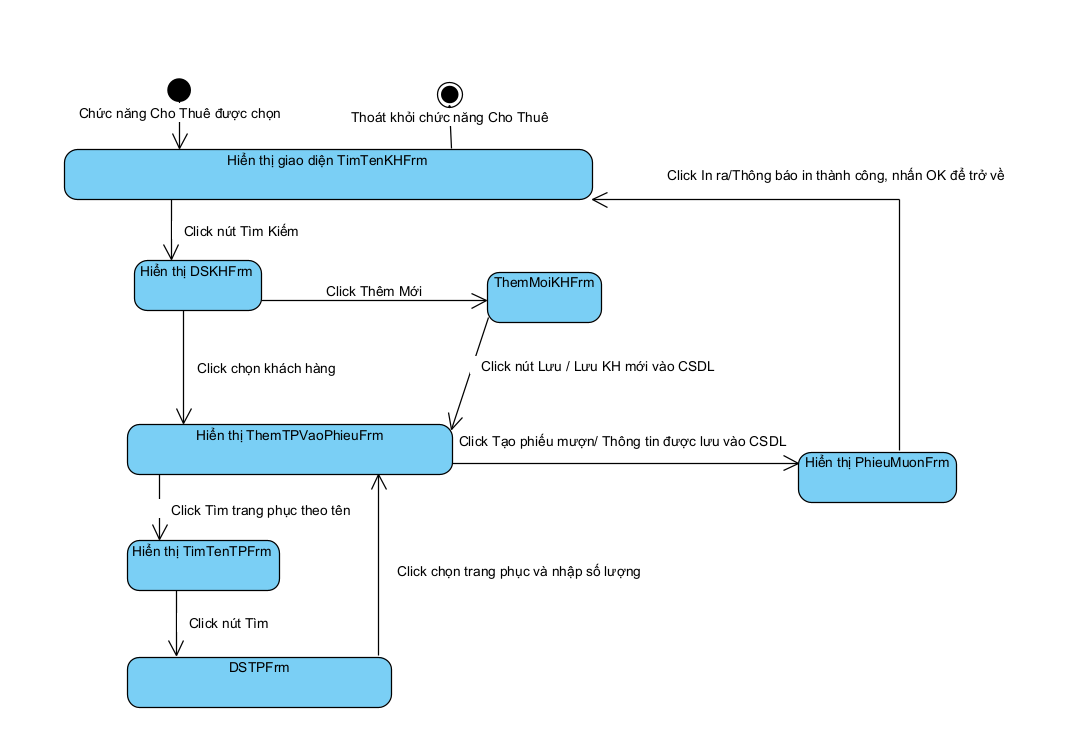 Chức năng Cho Thuê được chọn
Thoát khỏi chức năng Cho Thuê
Hiển thị giao diện TimTenKHFrm
Click In ra/Thông báo in thành công, nhấn OK để trở về
Click nút Tìm Kiếm
Hiển thị DSKHFrm
ThemMoiKHFrm
Click Thêm Mới
Click nút Lưu / Lưu KH mới vào CSDL
Click chọn khách hàng
Hiển thị ThemTPVaoPhieuFrm
Click Tạo phiếu mượn/ Thông tin được lưu vào CSDL
Hiển thị PhieuMuonFrm
Click Tìm trang phục theo tên
Hiển thị TimTenTPFrm
Click chọn trang phục và nhập số lượng
Click nút Tìm
DSTPFrm